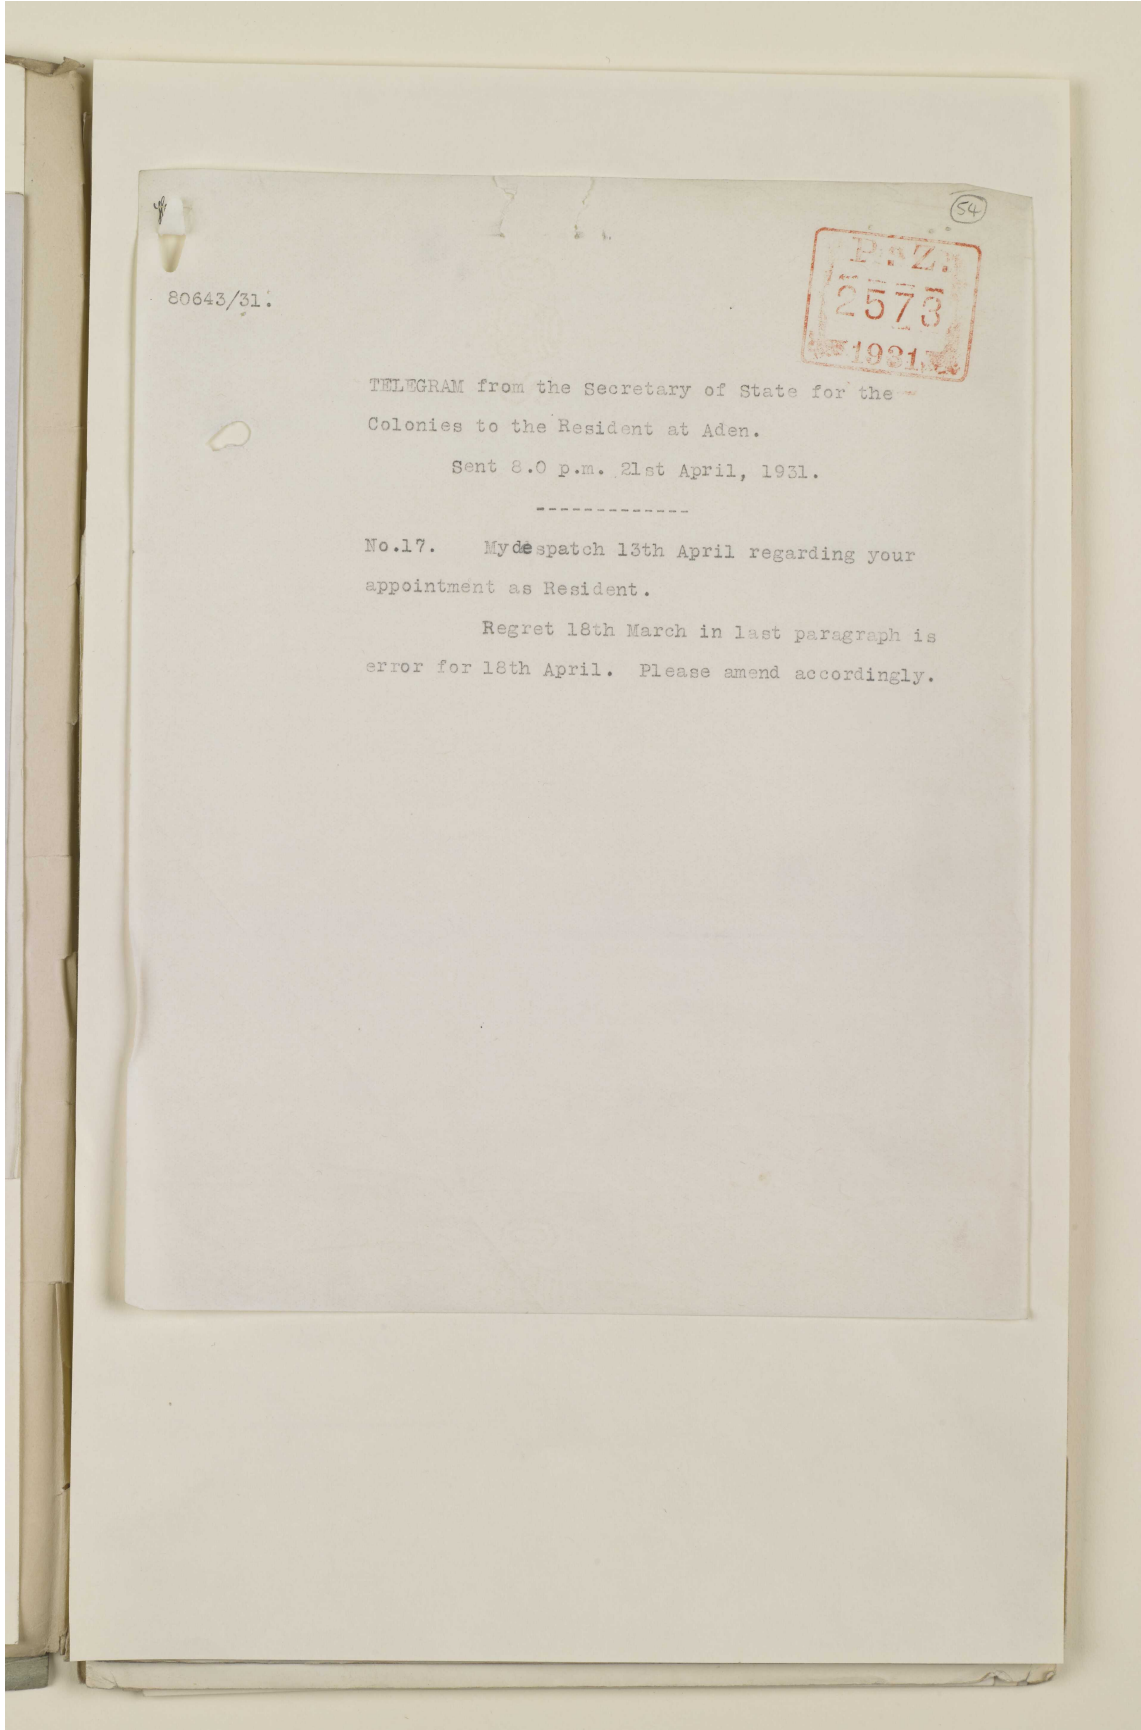 54
P. Z.
2573
1931
80643/31.
TELEGRAM from the Secretary of State for the
Colonies to the Resident at Aden.
Sent 8.0 p.m. 21st April, 1931.
-------------
No.17. My despatch 13th April regarding your
appointment as Resident.
Regret 18th March in last paragraph is
error for 18th April. Please amend accordingly.